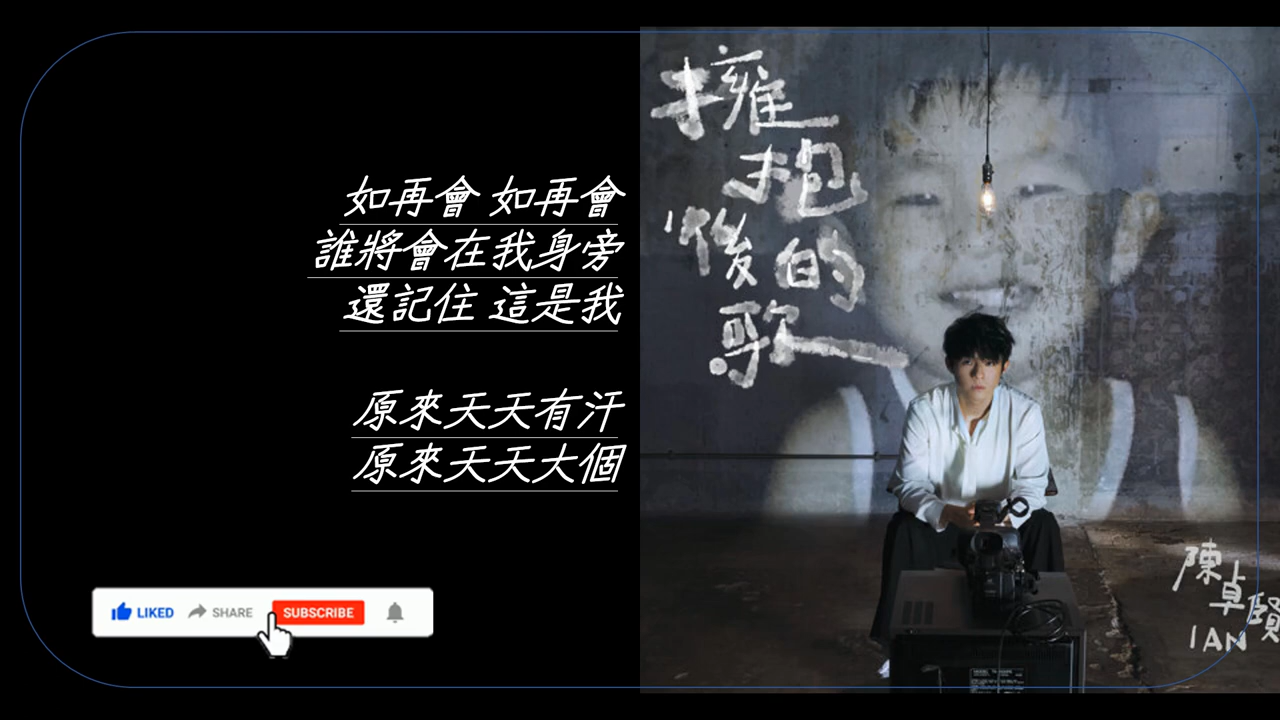 如再會 如再會
誰將會在我身旁
還記住 這是我
原來天天有汗
原來天天大個
LIKED
SHARE
SUBSCRIBE
擁
抱
後的
歌
陳
卓
賢
IAN